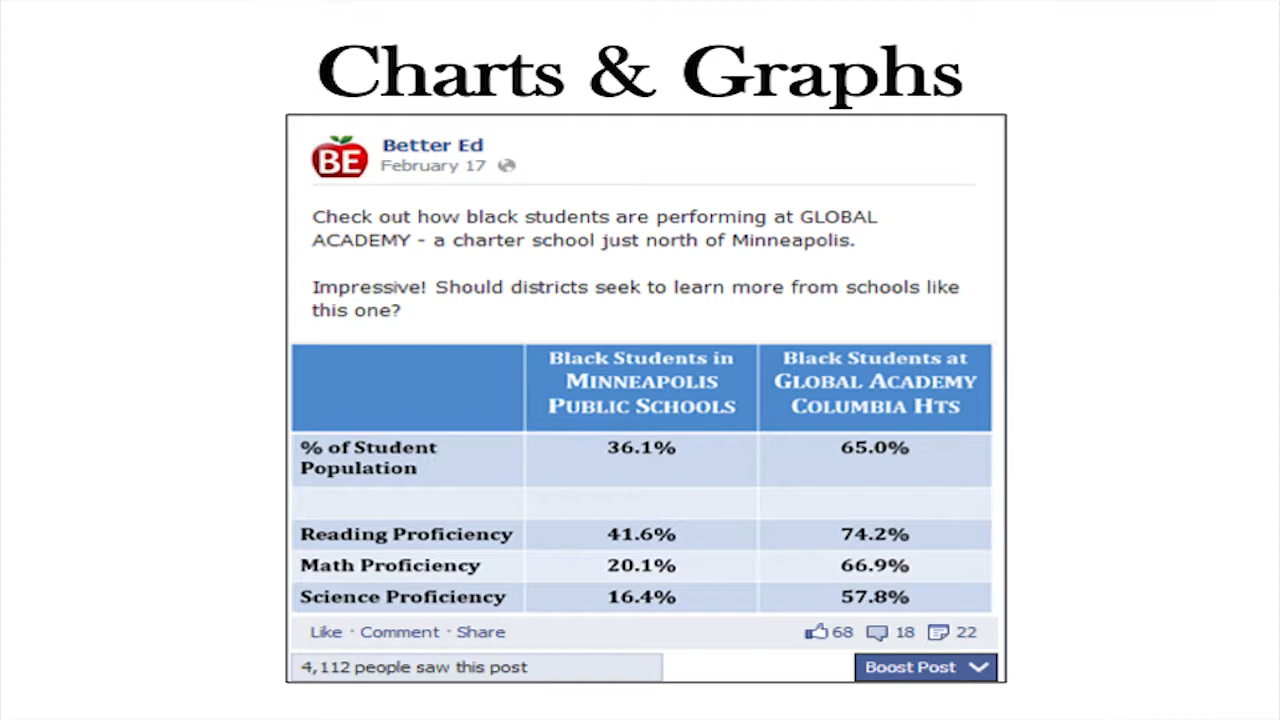 Charts & Graphs
BE
Better Ed
February 17
Check out how black students are performing at GLOBAL
ACADEMY - a charter school just north of Minneapolis.
Impressive! Should districts seek to learn more from schools like
this one?
Black Students in
MINNEAPOLIS
PUBLIC SCHOOLS
Black Students at
GLOBAL ACADEMY
COLUMBIA HTS
% of Student
Population
36.1%
65.0%
Reading Proficiency 41.6% 74.2%
Math Proficiency 20.1% 66.9%
Science Proficiency 16.4% 57.8%
Like · Comment · Share 68 18 22
4,112 people saw this post Boost Post